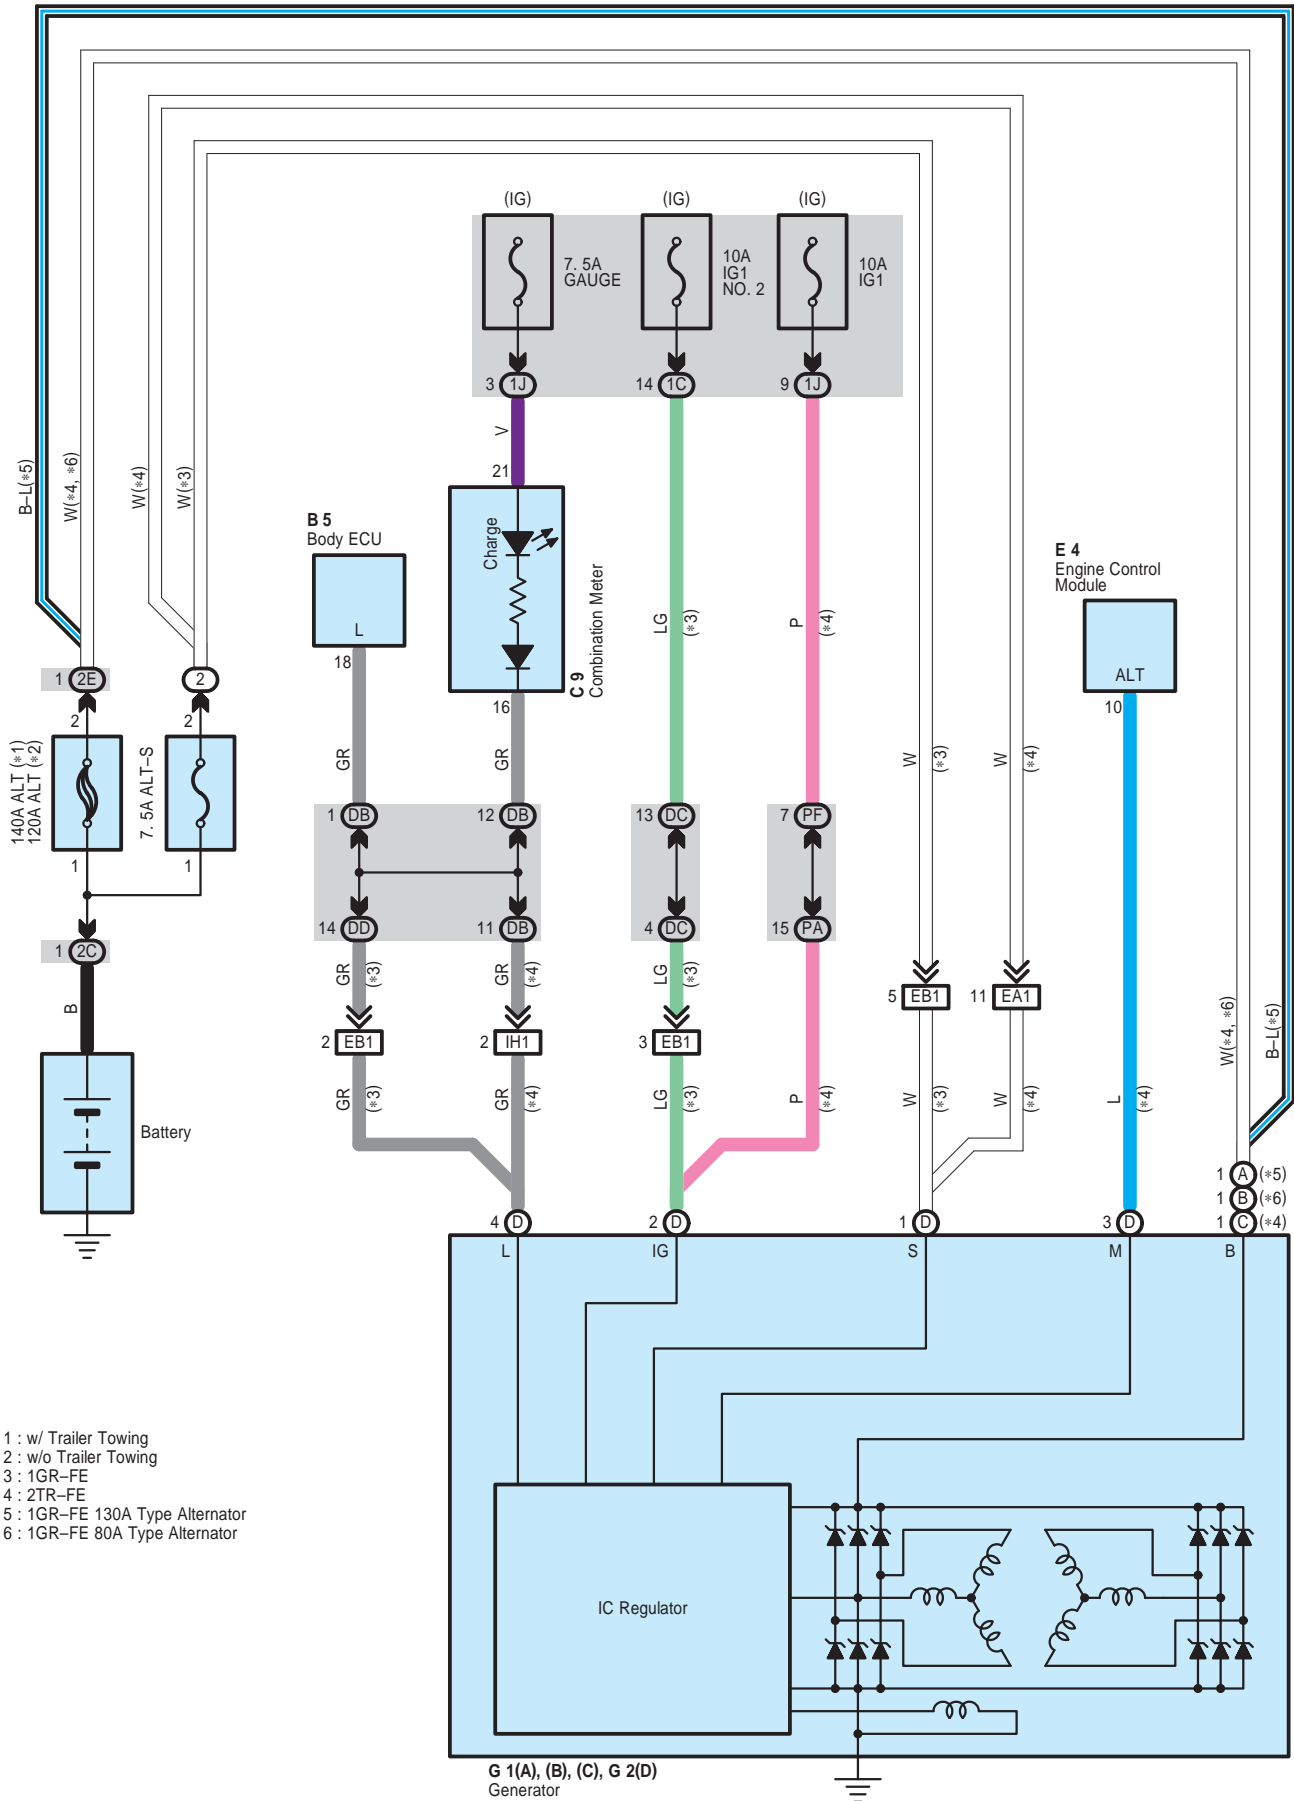 (IG)
(IG)
(IG)
7. 5A
GAUGE
10A
IG1
NO. 2
10A
IG1
3 1J
14 1C
9 1J
B–L(∗5)
W(∗4, ∗6)
W(∗4)
W(∗3)
V
21
B 5
Body ECU
L
18
Charge
C 9
Combination Meter
16
E 4
Engine Control
Module
ALT
10
LG
(∗3)
P
(∗4)
1 2E
2
2
2
140A ALT (∗1)
120A ALT (∗2)
7. 5A ALT–S
1
1
GR
GR
W
(∗3)
W
(∗4)
1 DB
12 DB
13 DC
7 PF
14 DD
11 DB
4 DC
15 PA
1 2C
B
GR
(∗3)
GR
(∗4)
LG
(∗3)
5 EB1
11 EA1
2 EB1
2 IH1
3 EB1
W(∗4, ∗6)
B–L(∗5)
Battery
GR
(∗3)
GR
(∗4)
LG
(∗3)
P
(∗4)
W
(∗3)
W
(∗4)
L
(∗4)
1 A (∗5)
1 B (∗6)
4 D
2 D
1 D
3 D
1 C (∗4)
L
IG
S
M
B
1 : w/ Trailer Towing
2 : w/o Trailer Towing
3 : 1GR–FE
4 : 2TR–FE
5 : 1GR–FE 130A Type Alternator
6 : 1GR–FE 80A Type Alternator
IC Regulator
G 1(A), (B), (C), G 2(D)
Generator